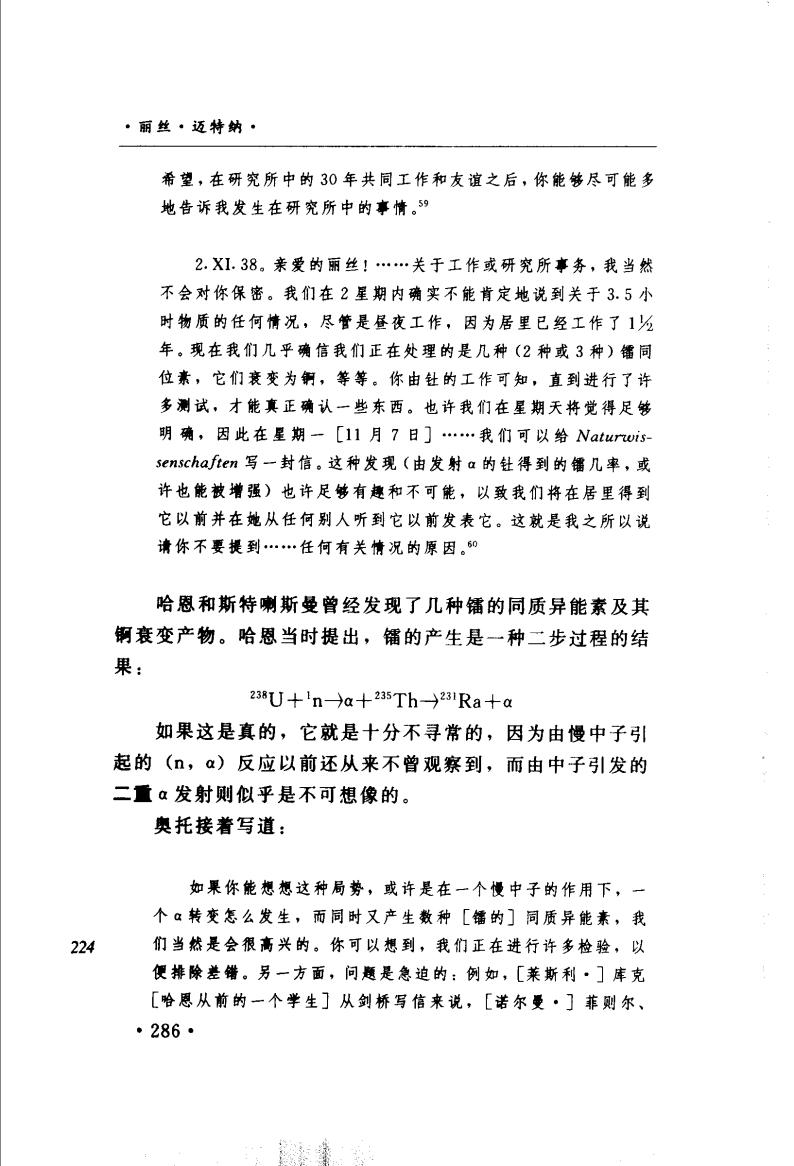 ·丽丝·迈特纳·
希望，在研究所中的 30 年共同工作和友谊之后，你能够尽可能多
地告诉我发生在研究所中的事情。⁵⁹
2.XI.38。亲爱的丽丝！……关于工作或研究所事务，我当然
不会对你保密。我们在 2 星期内确实不能肯定地说到关于 3.5 小
时物质的任何情况，尽管是昼夜工作，因为居里已经工作了 1½
年。现在我们几乎确信我们正在处理的是几种（2 种或 3 种）镭同
位素，它们衰变为锕，等等。你由钍的工作可知，直到进行了许
多测试，才能真正确认一些东西。也许我们在星期天将觉得足够
明确，因此在星期一［11 月 7 日］……我们可以给 Naturwis-
senschaften 写一封信。这种发现（由发射 α 的钍得到的镭几率，或
许也能被增强）也许足够有趣和不可能，以致我们将在居里得到
它以前并在她从任何别人听到它以前发表它。这就是我之所以说
请你不要提到……任何有关情况的原因。⁶⁰
哈恩和斯特喇斯曼曾经发现了几种镭的同质异能素及其
锕衰变产物。哈恩当时提出，镭的产生是一种二步过程的结
果：
²³⁸U＋¹n→α＋²³⁵Th→²³¹Ra＋α
如果这是真的，它就是十分不寻常的，因为由慢中子引
起的（n，α）反应以前还从来不曾观察到，而由中子引发的
二重 α 发射则似乎是不可想像的。
奥托接着写道：
如果你能想想这种局势，或许是在一个慢中子的作用下，一
个 α 转变怎么发生，而同时又产生数种［镭的］同质异能素，我
们当然是会很高兴的。你可以想到，我们正在进行许多检验，以
便排除差错。另一方面，问题是急迫的：例如，［莱斯利·］库克
［哈恩从前的一个学生］从剑桥写信来说，［诺尔曼·］菲则尔、
224
·286·